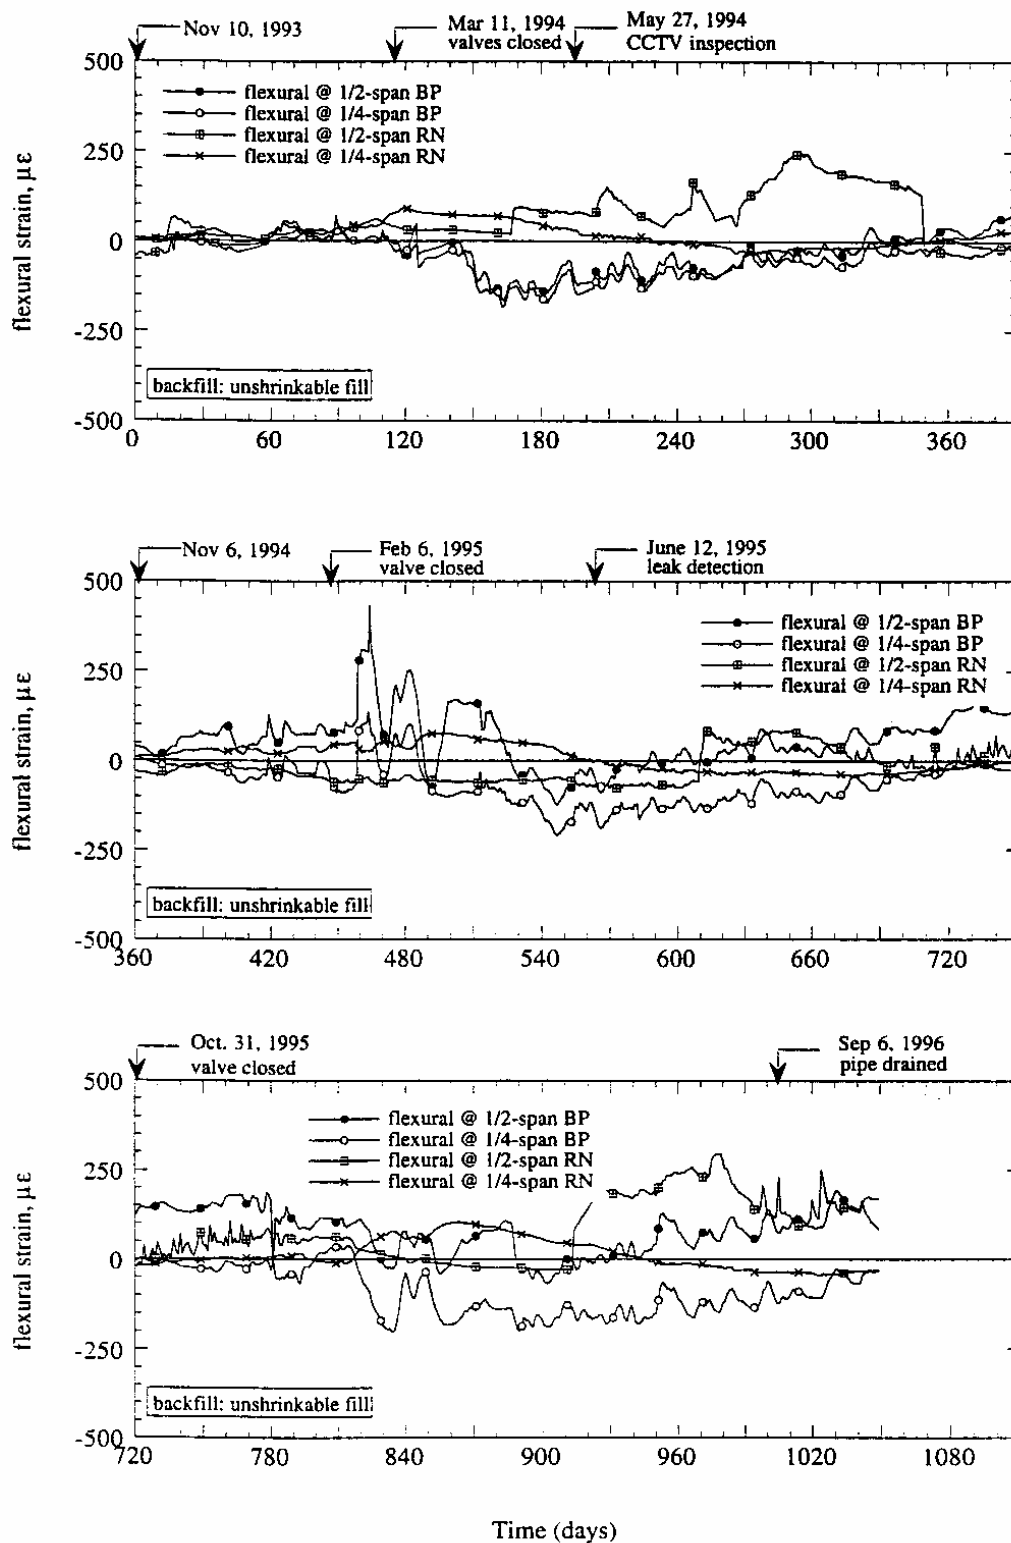 Nov 10, 1993
Mar 11, 1994
valves closed
May 27, 1994
CCTV inspection
500
250
0
-250
-500
flexural strain, με
flexural @ 1/2-span BP
flexural @ 1/4-span BP
flexural @ 1/2-span RN
flexural @ 1/4-span RN
backfill: unshrinkable fill
0 60 120 180 240 300 360
Nov 6, 1994
Feb 6, 1995
valve closed
June 12, 1995
leak detection
500
250
0
-250
-500
flexural strain, με
flexural @ 1/2-span BP
flexural @ 1/4-span BP
flexural @ 1/2-span RN
flexural @ 1/4-span RN
backfill: unshrinkable fill
360 420 480 540 600 660 720
Oct. 31, 1995
valve closed
Sep 6, 1996
pipe drained
500
250
0
-250
-500
flexural strain, με
flexural @ 1/2-span BP
flexural @ 1/4-span BP
flexural @ 1/2-span RN
flexural @ 1/4-span RN
backfill: unshrinkable fill
720 780 840 900 960 1020 1080
Time (days)